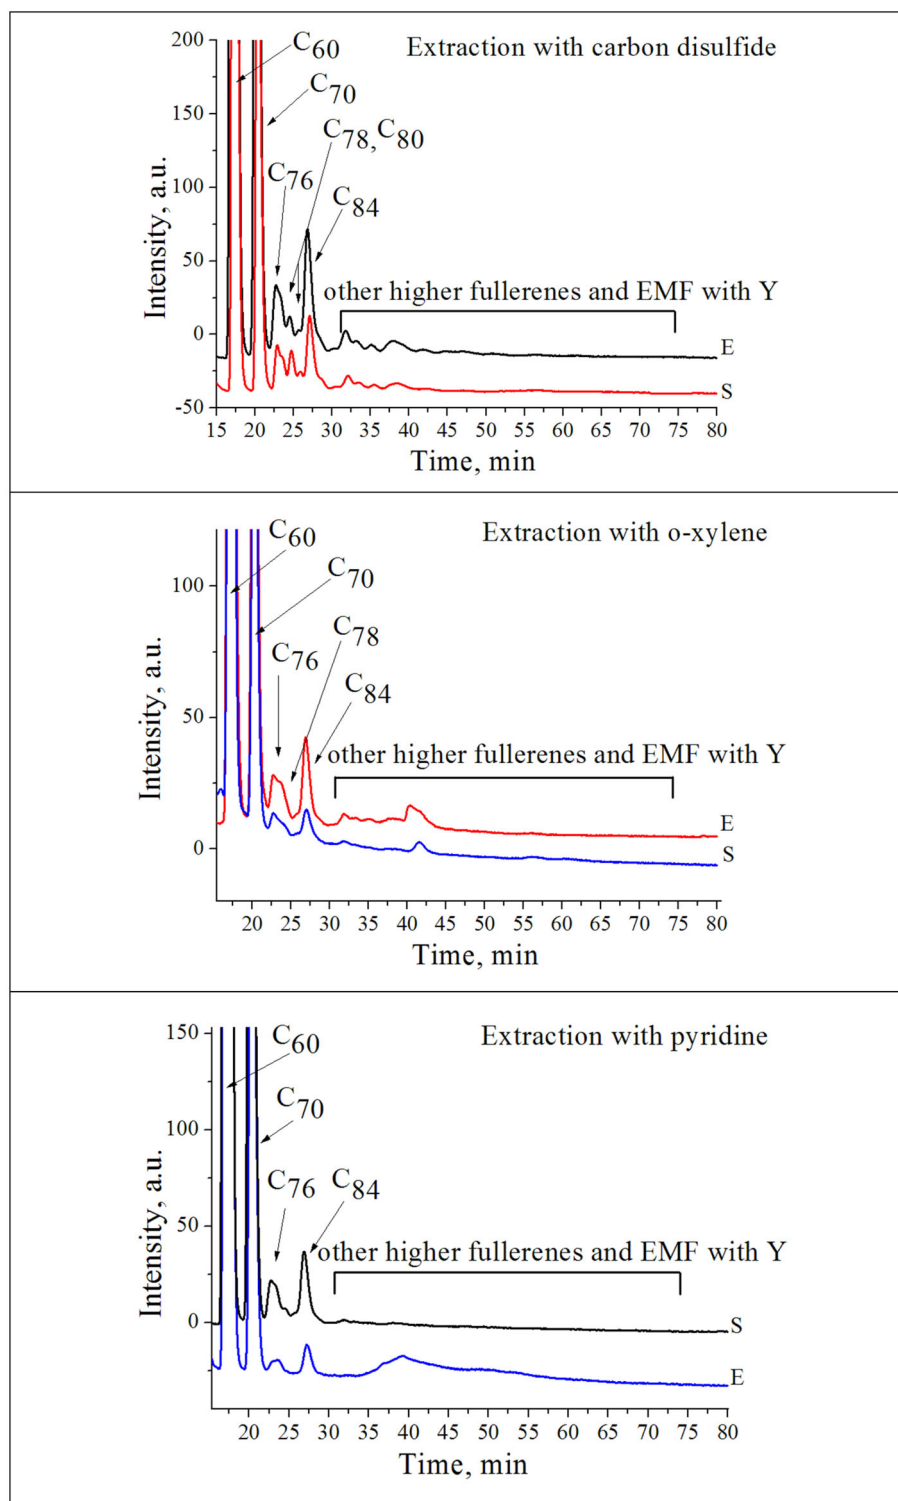 Extraction with carbon disulfide
C60
C70
C78,C80
C76
C84
other higher fullerenes and EMF with Y
E
S
200
150
100
50
0
-50
Intensity, a.u.
15 20 25 30 35 40 45 50 55 60 65 70 75 80
Time, min
Extraction with o-xylene
C60
C70
C78
C76
C84
other higher fullerenes and EMF with Y
E
S
100
50
0
Intensity, a.u.
20 25 30 35 40 45 50 55 60 65 70 75 80
Time, min
Extraction with pyridine
C60
C70
C76
C84
other higher fullerenes and EMF with Y
S
E
150
100
50
0
Intensity, a.u.
20 25 30 35 40 45 50 55 60 65 70 75 80
Time, min